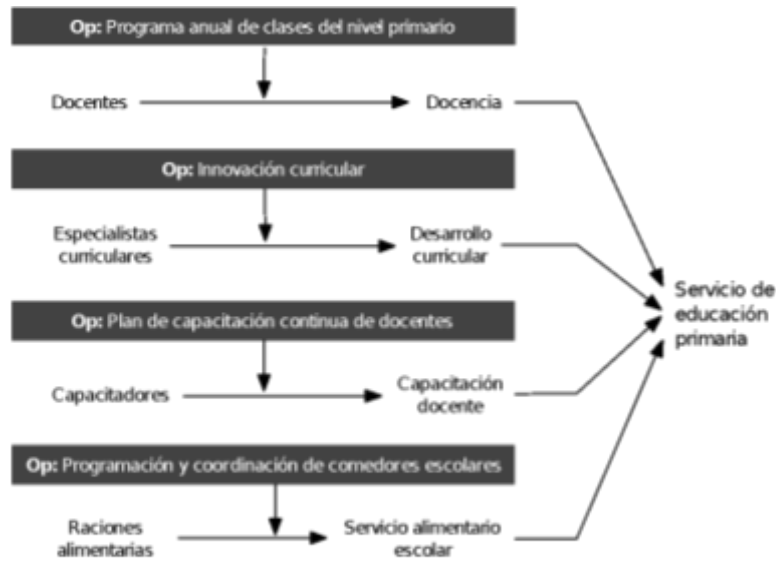 Op: Programa anual de clases del nivel primario
Docentes
Docencia
Op: Innovación curricular
Especialistas
curriculares
Desarrollo
curricular
Servicio de
educación
primaria
Op: Plan de capacitación continua de docentes
Capacitadores
Capacitación
docente
Op: Programación y coordinación de comedores escolares
Raciones
alimentarias
Servicio alimentario
escolar